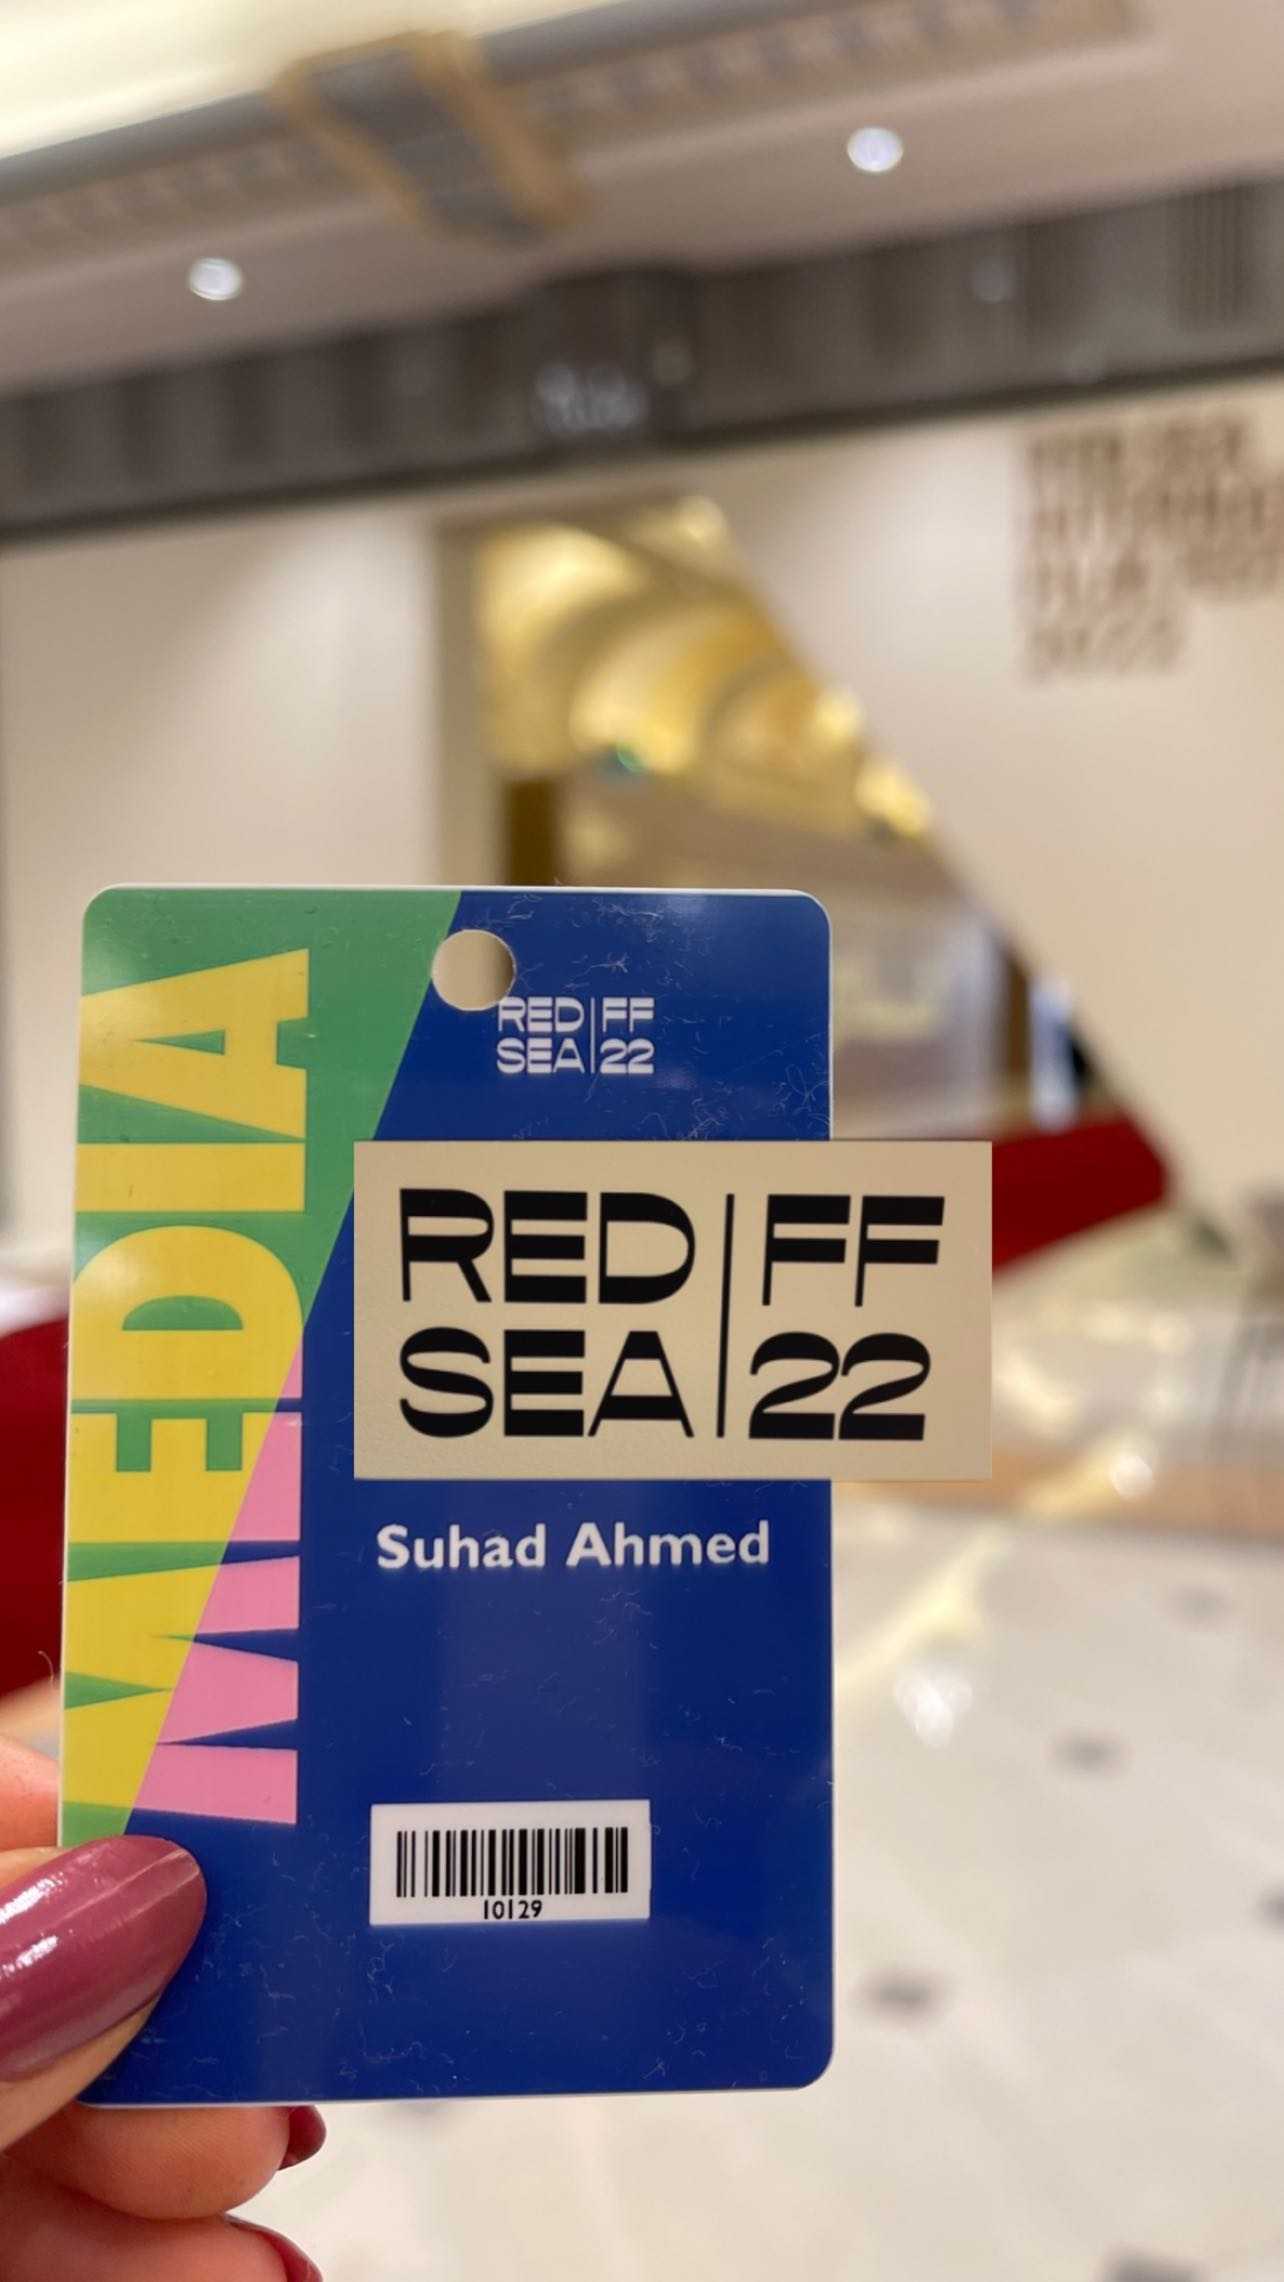 MEDIA
RED|FF
SEA|22
RED|FF
SEA|22
Suhad Ahmed
10129